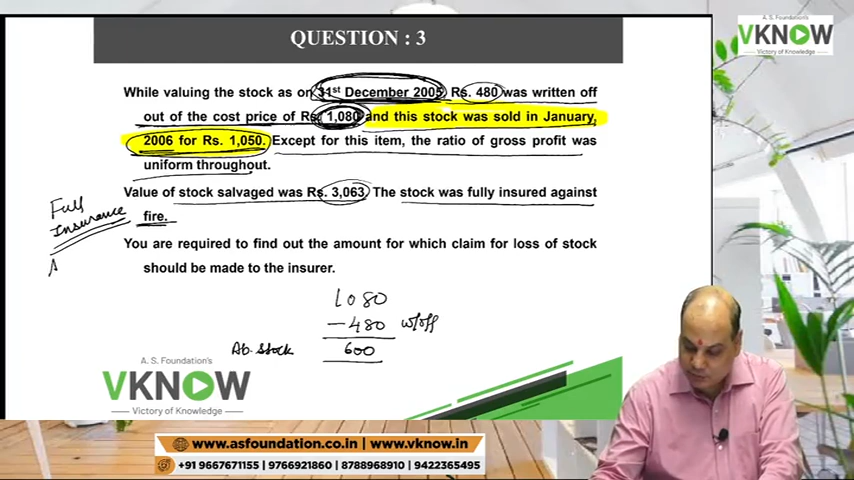 QUESTION : 3
A. S. Foundation's
VKNOW
Victory of Knowledge
While valuing the stock as on 31st December 2005 Rs. 480 was written off
out of the cost price of Rs. 1,080 and this stock was sold in January,
2006 for Rs. 1,050. Except for this item, the ratio of gross profit was
uniform throughout.
Value of stock salvaged was Rs. 3,063. The stock was fully insured against
fire.
Full
Insurance
A
You are required to find out the amount for which claim for loss of stock
should be made to the insurer.
1080
-480 w/off
Ab. Stock 600
A. S. Foundation's
VKNOW
Victory of Knowledge
www.asfoundation.co.in | www.vknow.in
+91 9667671155 | 9766921860 | 8788968910 | 9422365495